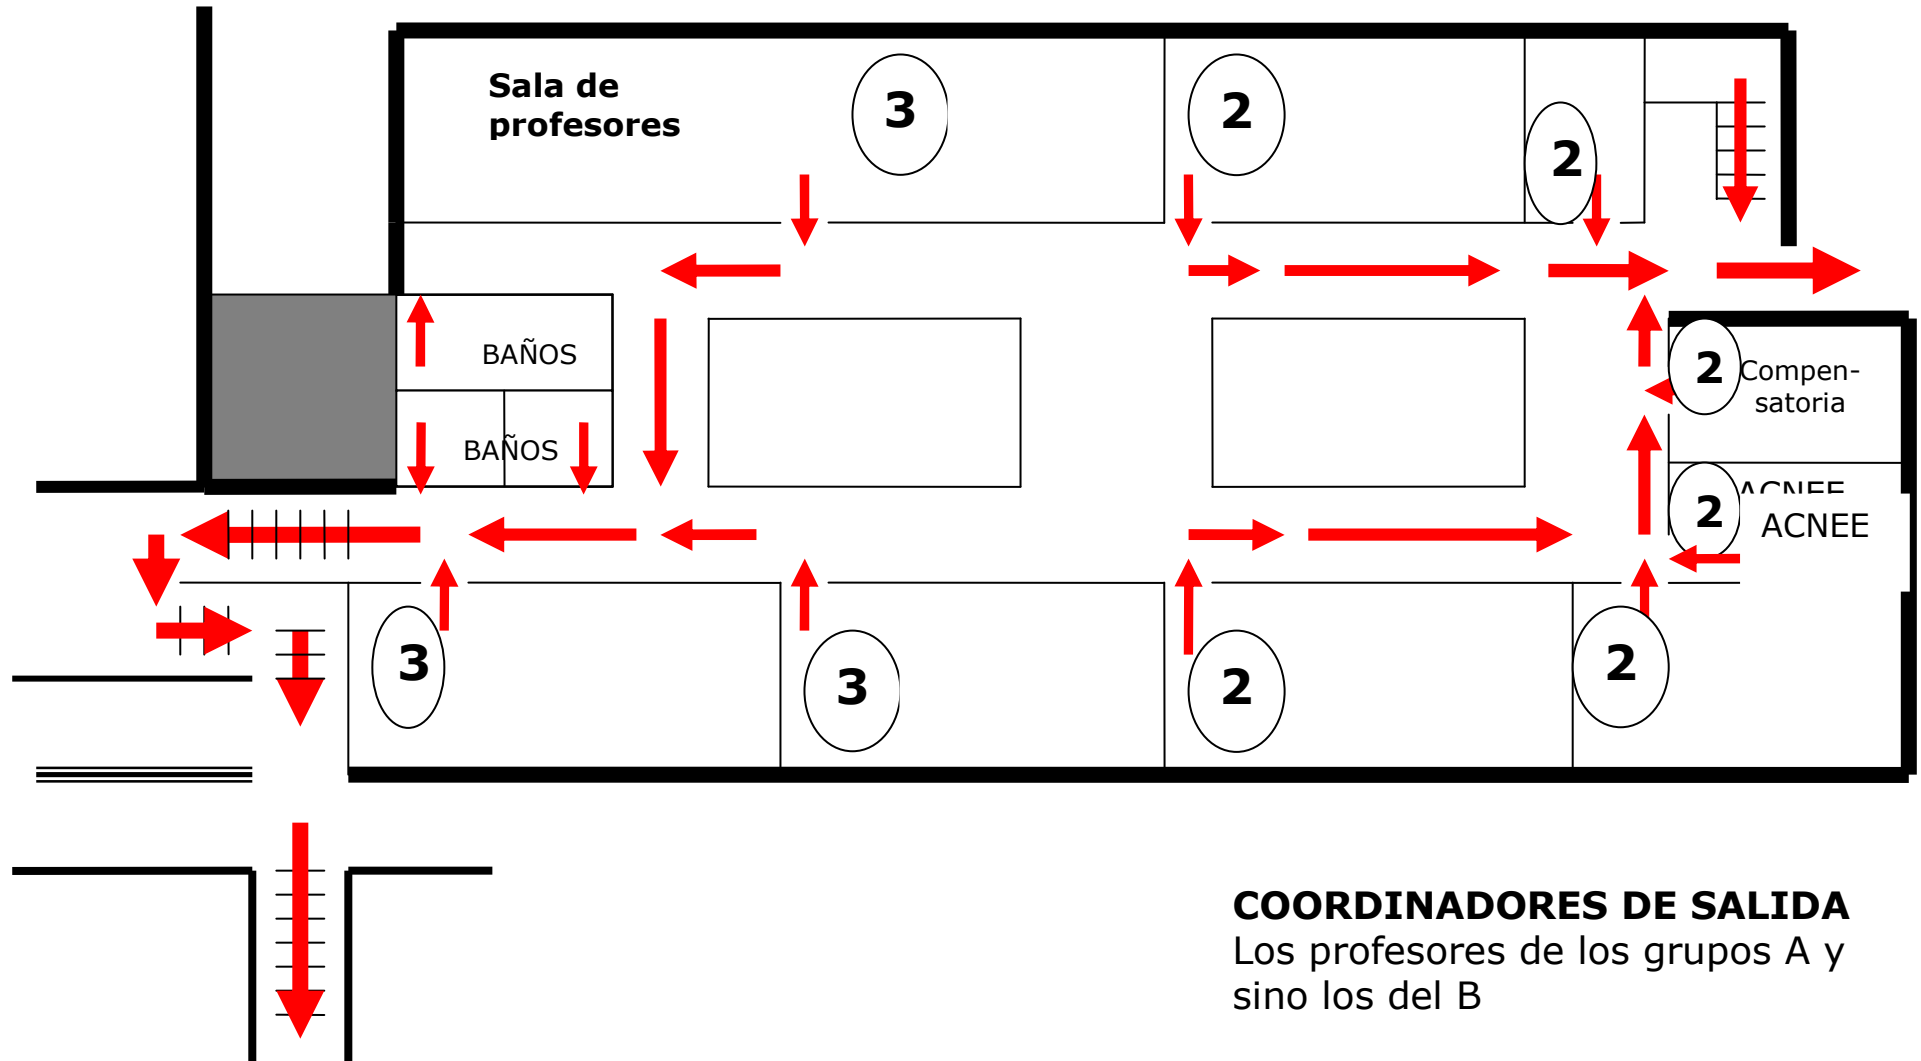 Sala de
profesores
3
2
2
BAÑOS
2
Compen-
satoria
BAÑOS
2
ACNEE
ACNEE
3
3
2
2
COORDINADORES DE SALIDA
Los profesores de los grupos A y
sino los del B